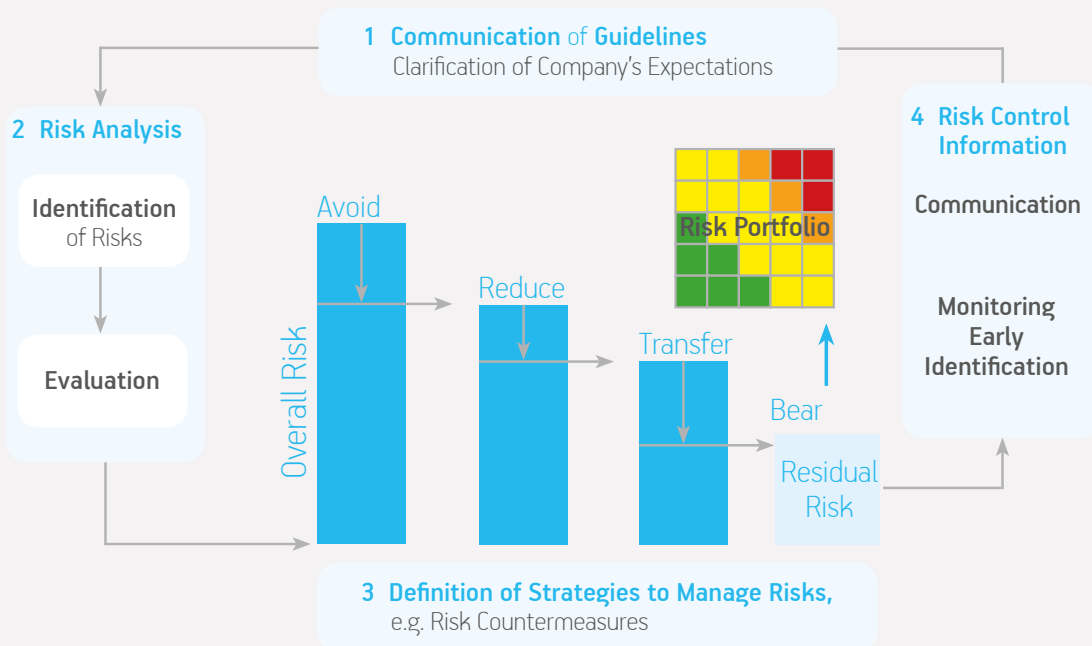 1 Communication of Guidelines
Clarification of Company's Expectations
2 Risk Analysis
Identification
of Risks
Evaluation
Overall Risk
Avoid
Reduce
Transfer
Bear
Residual
Risk
Risk Portfolio
3 Definition of Strategies to Manage Risks,
e.g. Risk Countermeasures
4 Risk Control
Information
Communication
Monitoring
Early
Identification